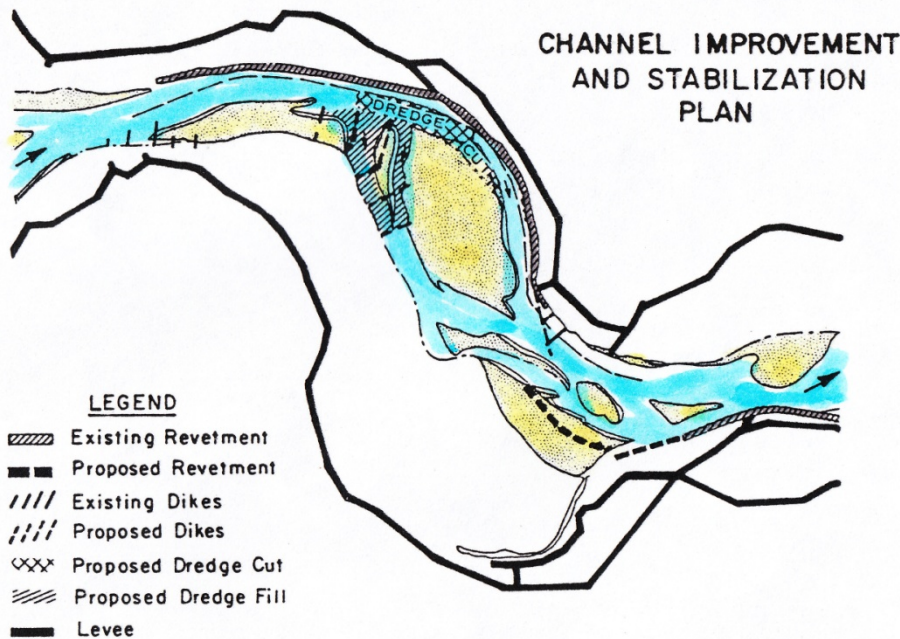 CHANNEL IMPROVEMENT
AND STABILIZATION
PLAN
DREDGE
CUT
LEGEND
Existing Revetment
Proposed Revetment
Existing Dikes
Proposed Dikes
Proposed Dredge Cut
Proposed Dredge Fill
Levee